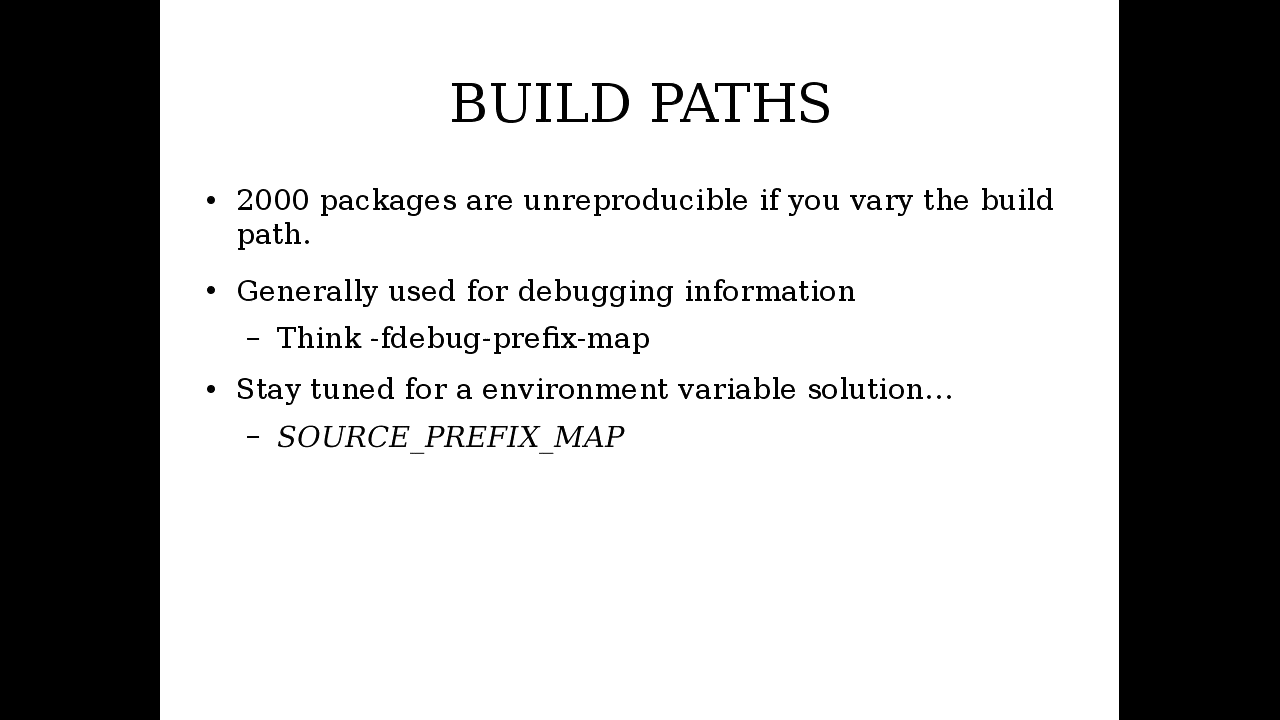 BUILD PATHS
• 2000 packages are unreproducible if you vary the build
path.
• Generally used for debugging information
– Think -fdebug-prefix-map
• Stay tuned for a environment variable solution...
– SOURCE_PREFIX_MAP